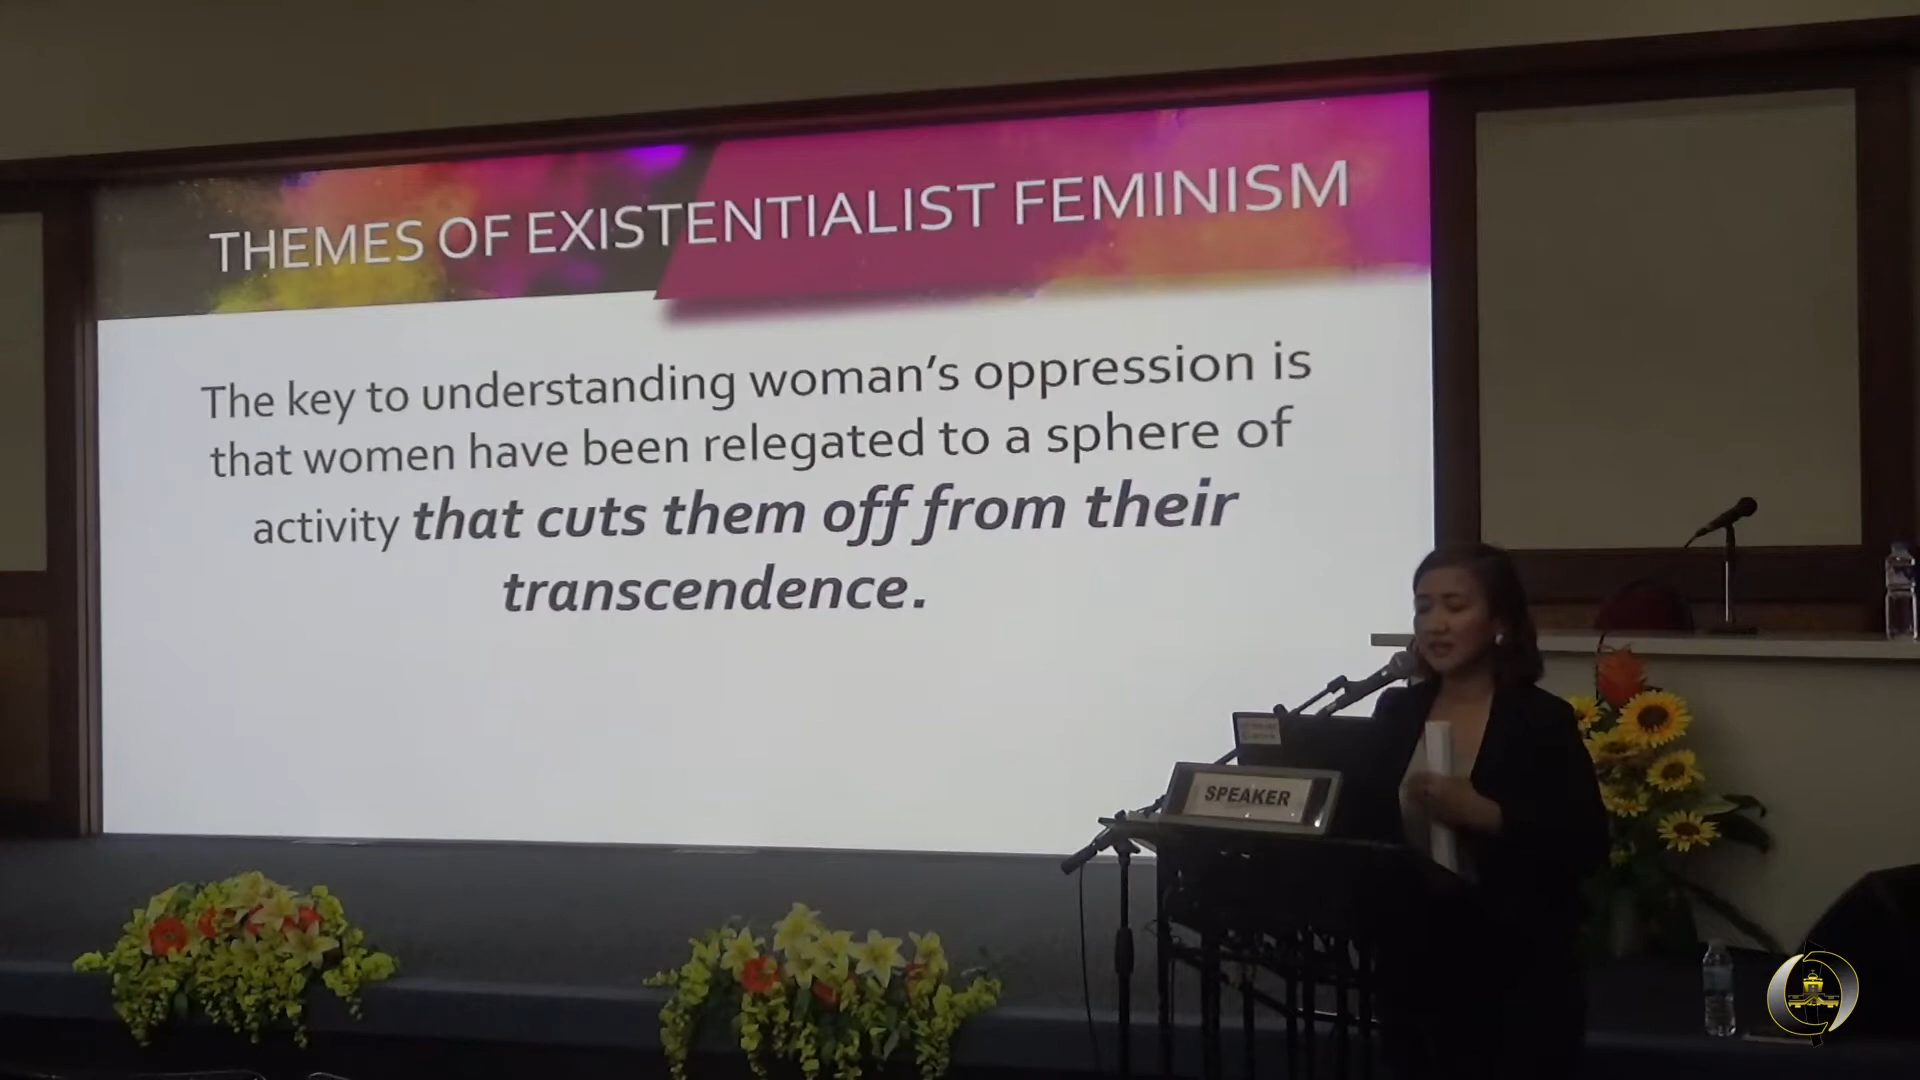 THEMES OF EXISTENTIALIST FEMINISM
The key to understanding woman's oppression is
that women have been relegated to a sphere of
activity that cuts them off from their
transcendence.
SPEAKER